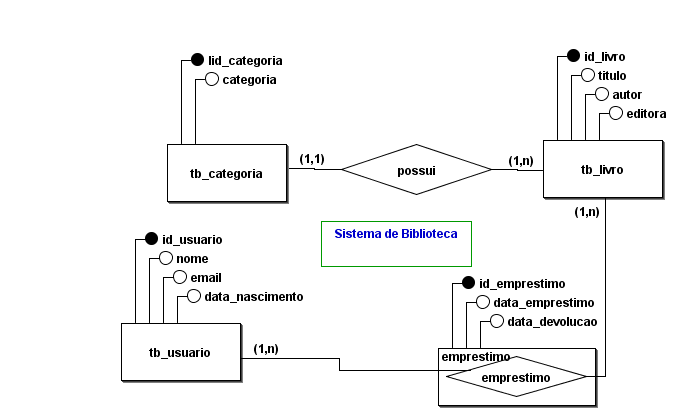 lid_categoria
categoria
id_livro
titulo
autor
editora
tb_categoria
(1,1)
possui
(1,n)
tb_livro
(1,n)
Sistema de Biblioteca
id_usuario
nome
email
data_nascimento
tb_usuario
(1,n)
id_emprestimo
data_emprestimo
data_devolucao
emprestimo
emprestimo